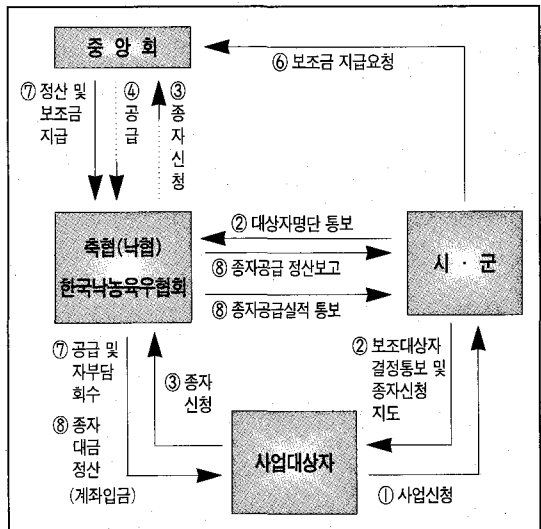 중앙회
⑥ 보조금 지급요청
⑦ 정산 및
보조금
지급
④
공
급
③
종
자
신
청
축협(낙협)
한국낙농육우협회
② 대상자명단 통보
⑧ 종자공급 정산보고
⑧ 종자공급실적 통보
시 · 군
⑦ 공급 및
자부담
회수
⑧ 종자
대금
정산
(계좌입금)
③ 종자
신청
② 보조대상자
결정통보 및
종자신청
지도
사업대상자
① 사업신청